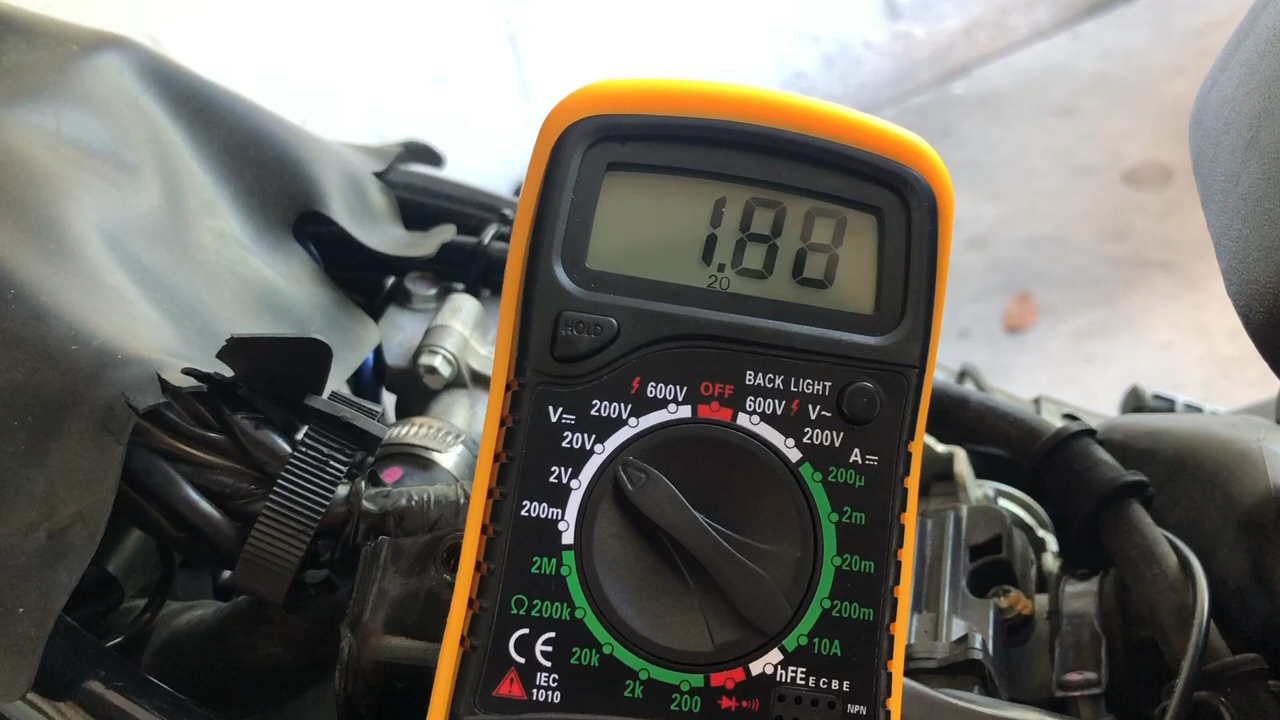 1.88
20
HOLD
BACK LIGHT
OFF
600V
600V
V~
200V
V⎓
200V
20V
A⎓
2V
200µ
200m
2m
2M
20m
Ω 200k
200m
20k
10A
2k
200
hFE E C B E
NPN
CE
IEC
1010